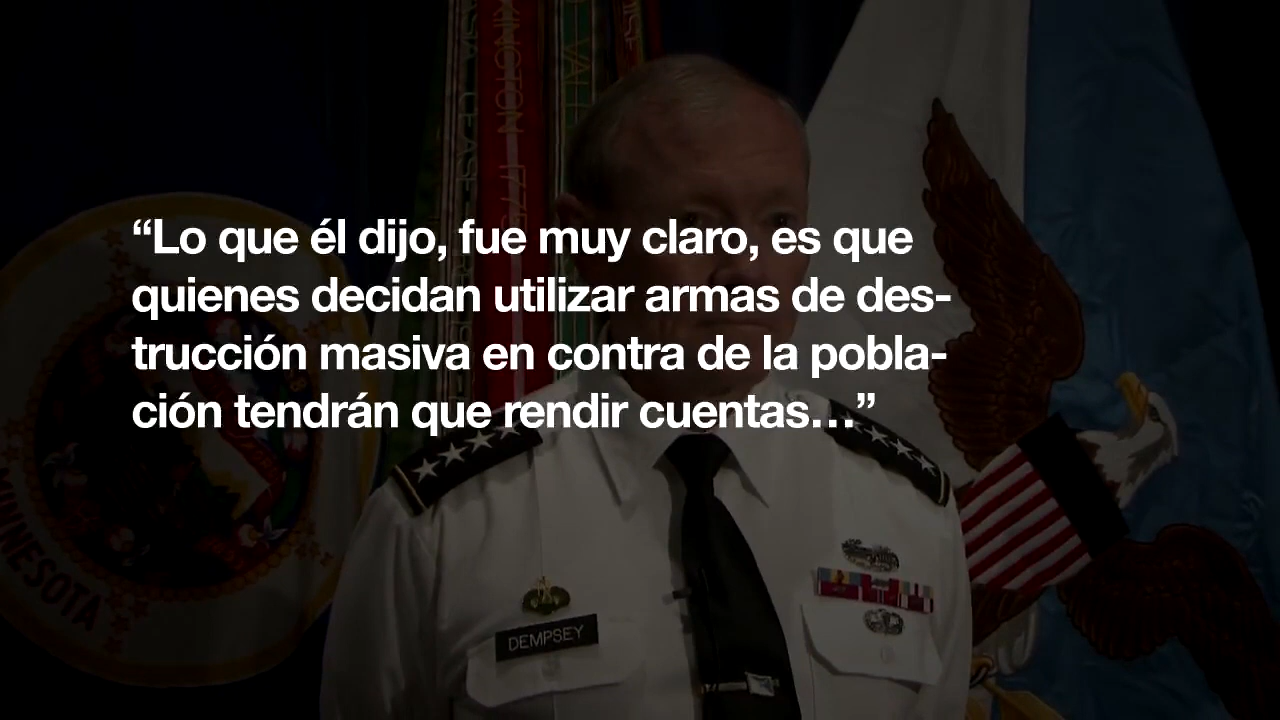 “Lo que él dijo, fue muy claro, es que
quienes decidan utilizar armas de des-
trucción masiva en contra de la pobla-
ción tendrán que rendir cuentas…”
DEMPSEY
MINNESOTA